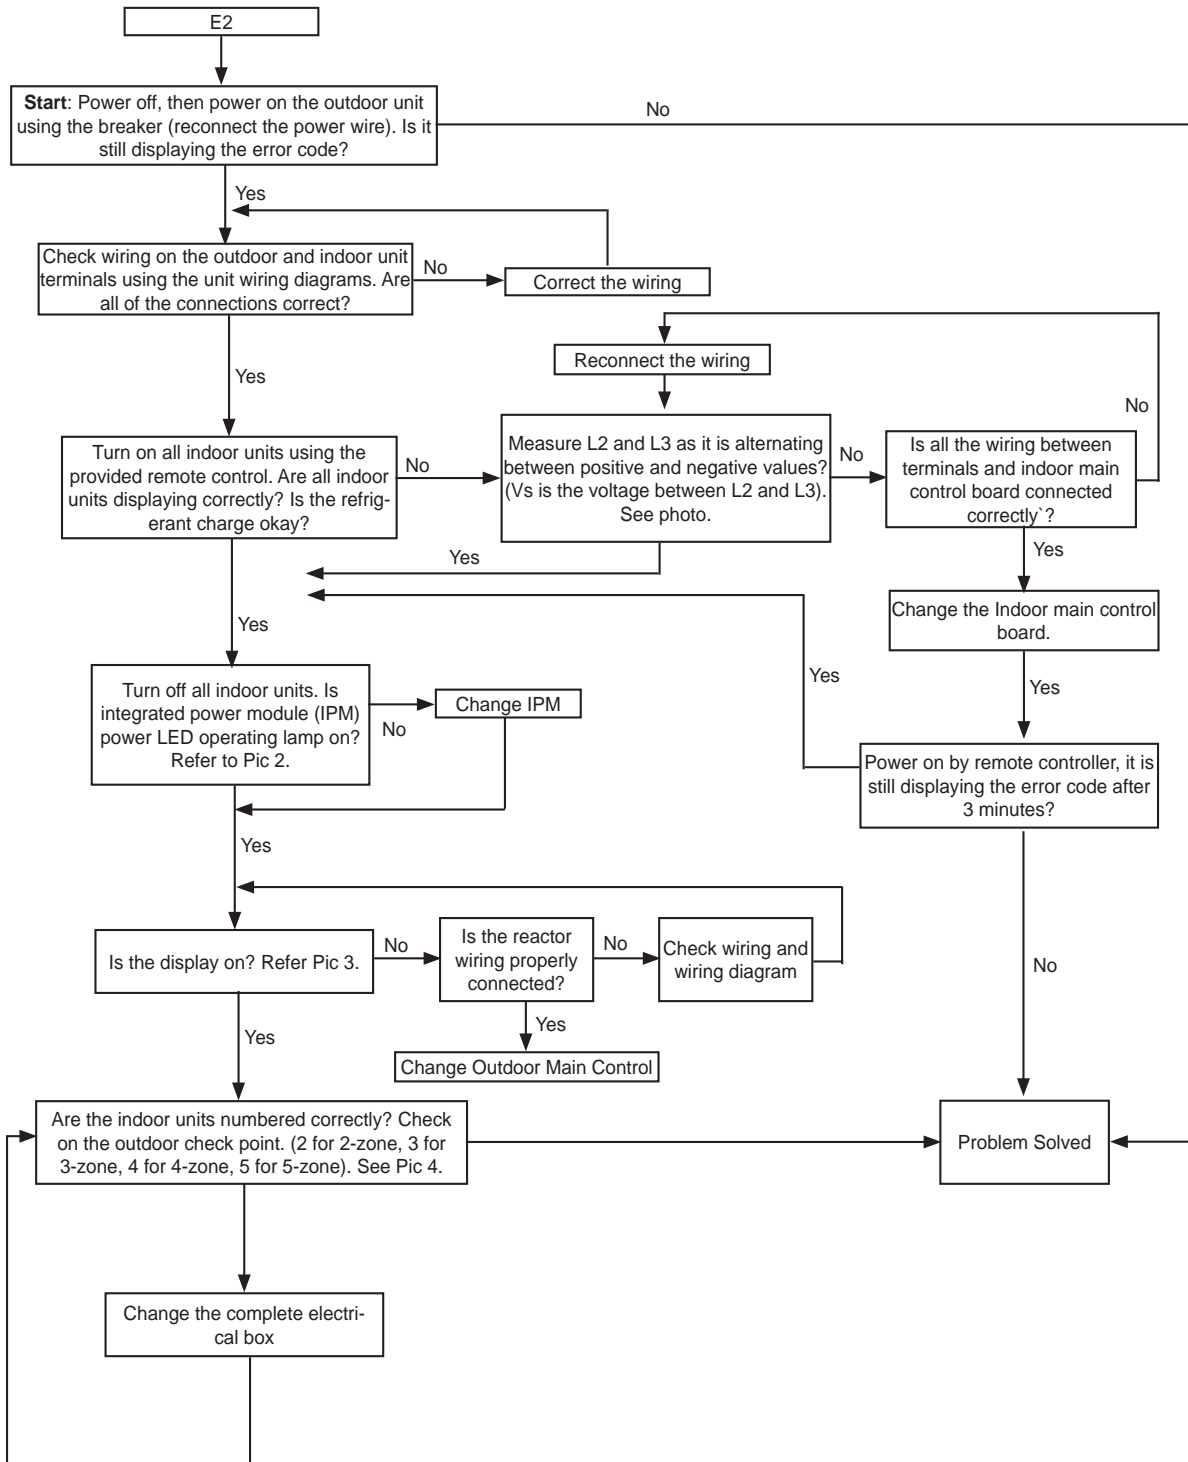 E2
Start: Power off, then power on the outdoor unit
using the breaker (reconnect the power wire). Is it
still displaying the error code?
No
Yes
Check wiring on the outdoor and indoor unit
terminals using the unit wiring diagrams. Are
all of the connections correct?
No
Correct the wiring
Yes
Reconnect the wiring
No
Turn on all indoor units using the
provided remote control. Are all indoor
units displaying correctly? Is the refrig-
erant charge okay?
No
Measure L2 and L3 as it is alternating
between positive and negative values?
(Vs is the voltage between L2 and L3).
See photo.
No
Is all the wiring between
terminals and indoor main
control board connected
correctly`?
Yes
Yes
Change the Indoor main control
board.
Yes
Yes
Yes
Turn off all indoor units. Is
integrated power module (IPM)
power LED operating lamp on?
Refer to Pic 2.
No
Change IPM
Power on by remote controller, it is
still displaying the error code after
3 minutes?
Yes
Is the display on? Refer Pic 3.
No
Is the reactor
wiring properly
connected?
No
Check wiring and
wiring diagram
No
Yes
Yes
Change Outdoor Main Control
Are the indoor units numbered correctly? Check
on the outdoor check point. (2 for 2-zone, 3 for
3-zone, 4 for 4-zone, 5 for 5-zone). See Pic 4.
Problem Solved
Change the complete electri-
cal box